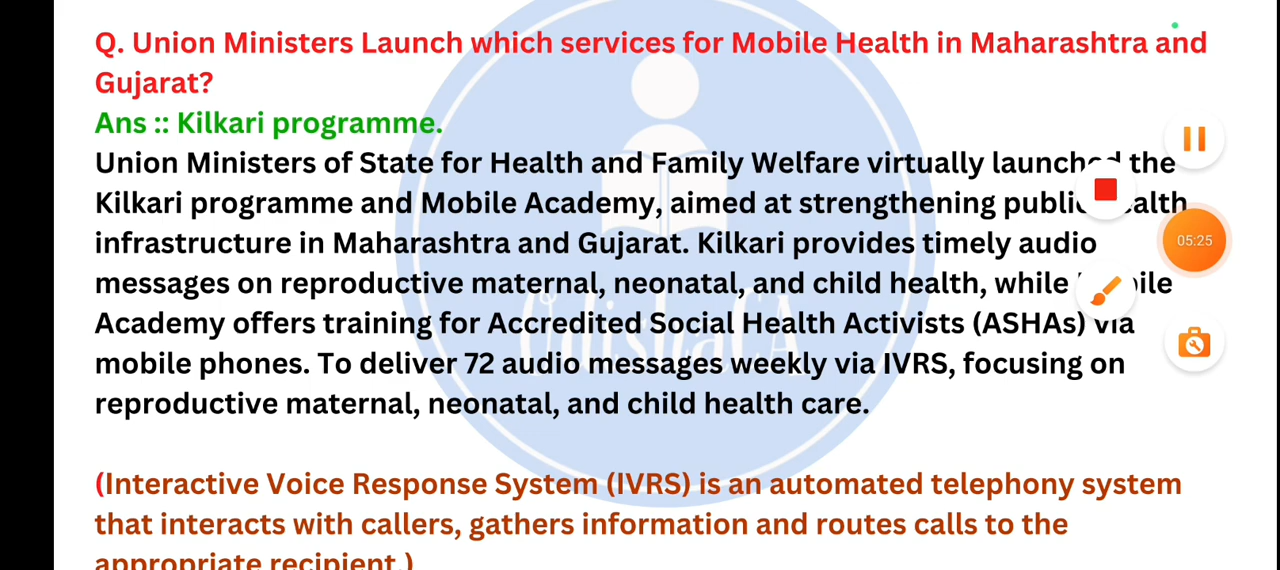 Q. Union Ministers Launch which services for Mobile Health in Maharashtra and
Gujarat?
Ans :: Kilkari programme.
Union Ministers of State for Health and Family Welfare virtually launched the
Kilkari programme and Mobile Academy, aimed at strengthening public health
infrastructure in Maharashtra and Gujarat. Kilkari provides timely audio
messages on reproductive maternal, neonatal, and child health, while Mobile
Academy offers training for Accredited Social Health Activists (ASHAs) via
mobile phones. To deliver 72 audio messages weekly via IVRS, focusing on
reproductive maternal, neonatal, and child health care.
(Interactive Voice Response System (IVRS) is an automated telephony system
that interacts with callers, gathers information and routes calls to the
appropriate recipient.)
05:25
OdishaCA